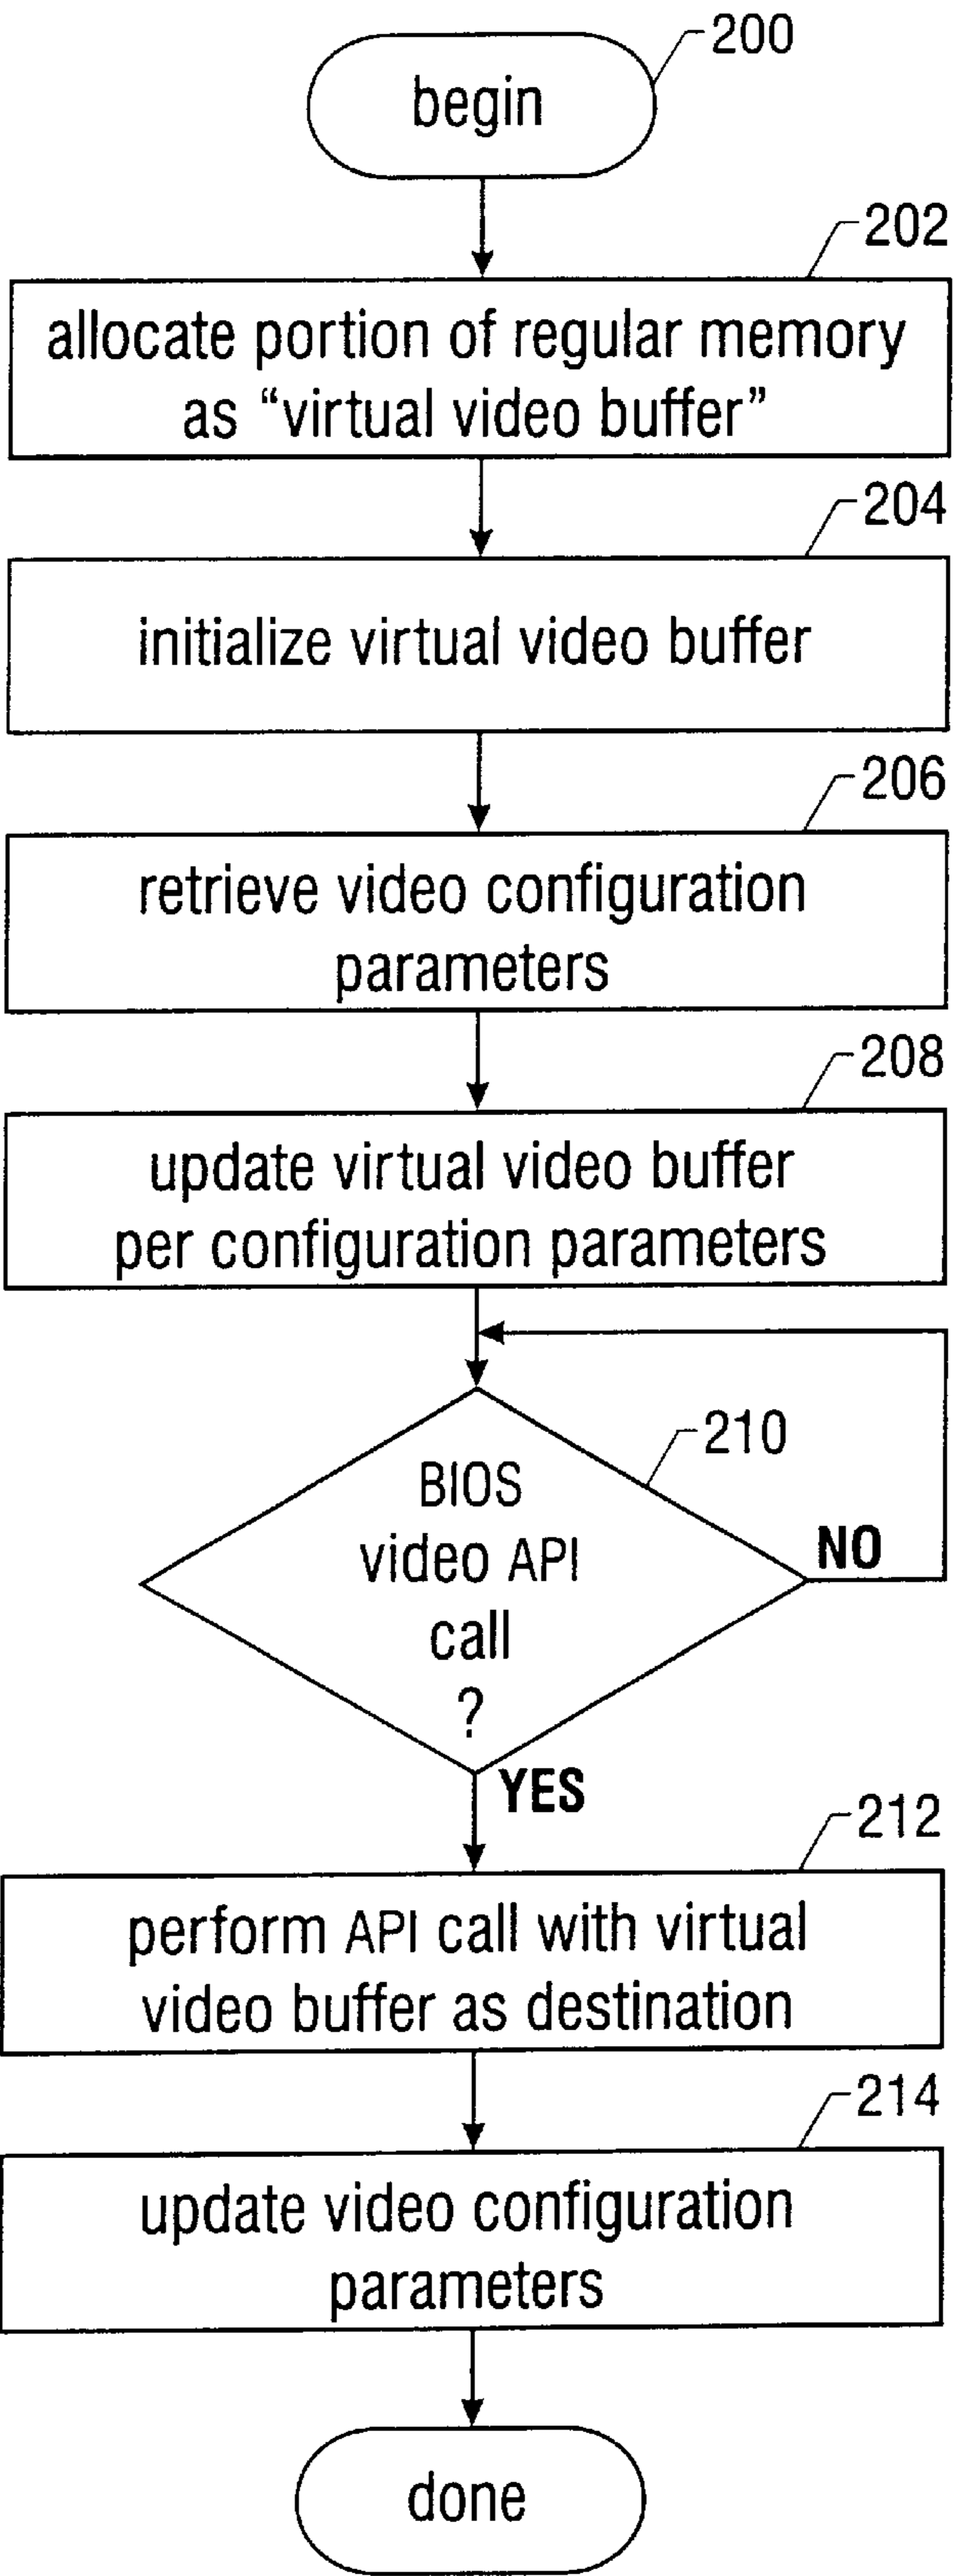 200
begin
202
allocate portion of regular memory
as “virtual video buffer”
204
initialize virtual video buffer
206
retrieve video configuration
parameters
208
update virtual video buffer
per configuration parameters
210
BIOS
video API
call
?
NO
YES
212
perform API call with virtual
video buffer as destination
214
update video configuration
parameters
done